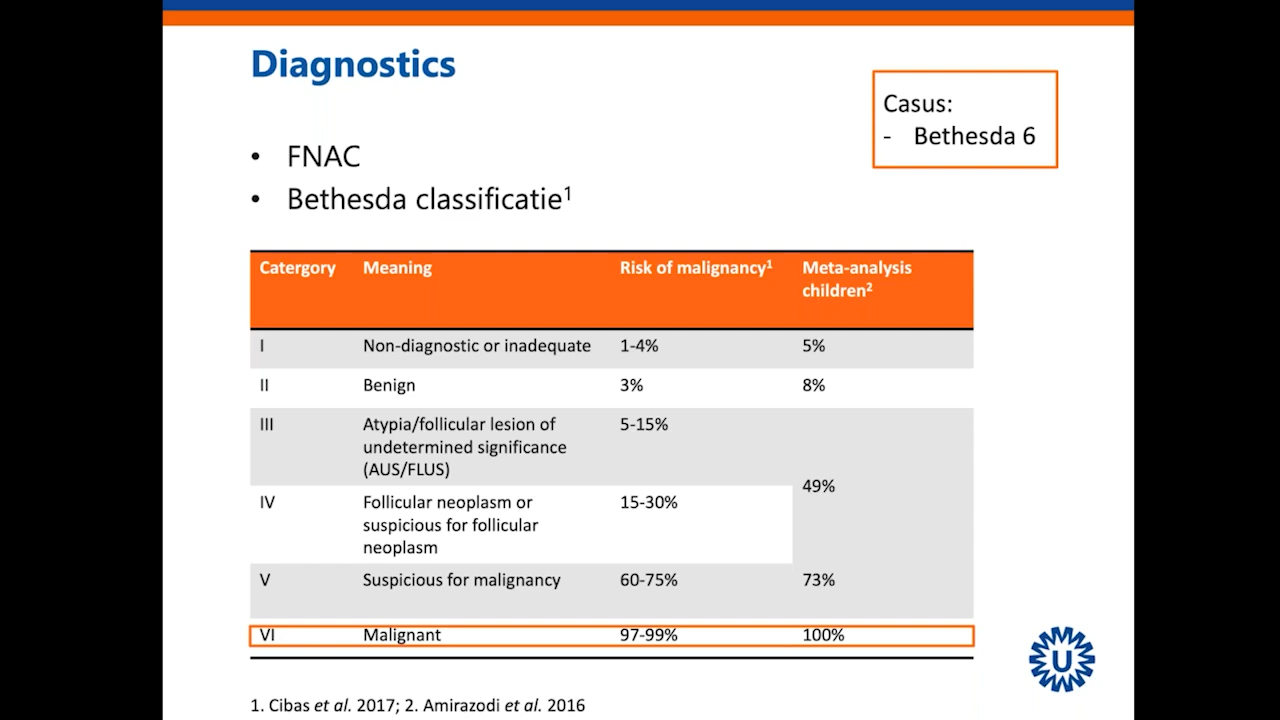 Diagnostics
Casus:
- Bethesda 6
• FNAC
• Bethesda classificatie1
Catergory Meaning Risk of malignancy1 Meta-analysis
children2
I Non-diagnostic or inadequate 1-4% 5%
II Benign 3% 8%
III Atypia/follicular lesion of 5-15%
undetermined significance
(AUS/FLUS)
49%
IV Follicular neoplasm or 15-30%
suspicious for follicular
neoplasm
V Suspicious for malignancy 60-75% 73%
VI Malignant 97-99% 100%
U
1. Cibas et al. 2017; 2. Amirazodi et al. 2016